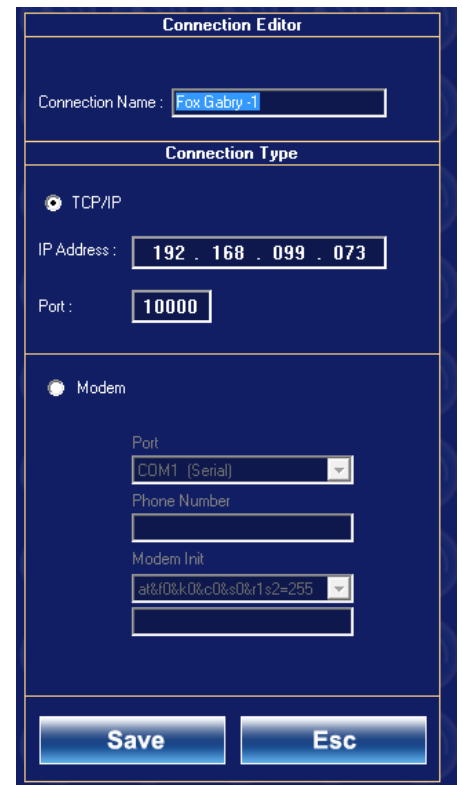 Connection Editor
Connection Name : Fox Gabry -1
Connection Type
TCP/IP
IP Address : 192 . 168 . 099 . 073
Port : 10000
Modem
Port
COM1 (Serial)
Phone Number
Modem Init
at&f0&k0&c0&s0&r1s2=255
Save Esc